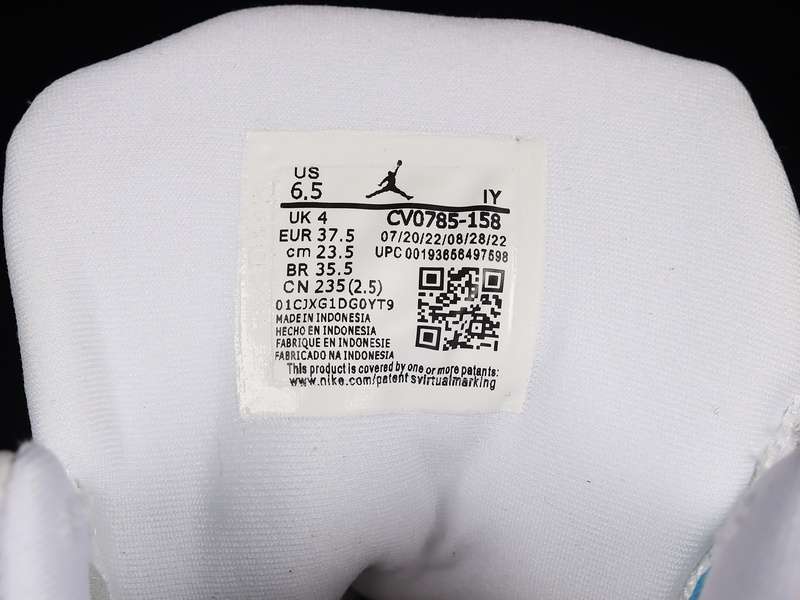 US
6.5
IY
UK 4
EUR 37.5
cm 23.5
BR 35.5
CN 235(2.5)
01CJXG1DG0YT9
MADE IN INDONESIA
HECHO EN INDONESIA
FABRIQUE EN INDONESIE
FABRICADO NA INDONESIA
CV0785-158
07/20/22/08/28/22
UPC 00193658497598
This product is covered by one or more patents:
www.nike.com/patentsvirtualmarking